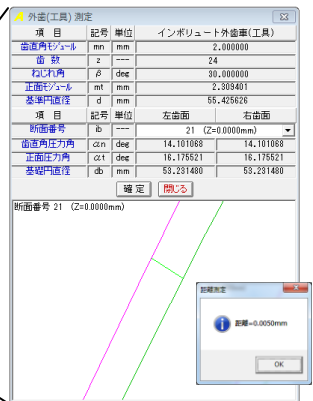 外歯(工具) 測定
項 目 記号 単位 インボリュート外歯車(工具)
歯直角モジュール mn mm 2.000000
歯 数 z --- 24
ねじれ角 β deg 30.000000
正面モジュール mt mm 2.309401
基準円直径 d mm 55.425626
項 目 記号 単位 左歯面 右歯面
断面番号 ib --- 21 (Z=0.0000mm)
歯直角圧力角 αn deg 14.101068 14.101068
正面圧力角 αt deg 16.175521 16.175521
基礎円直径 db mm 53.231480 53.231480
確 定 閉じる
断面番号 21 (Z=0.0000mm)
距離測定
距離=0.0050mm
OK